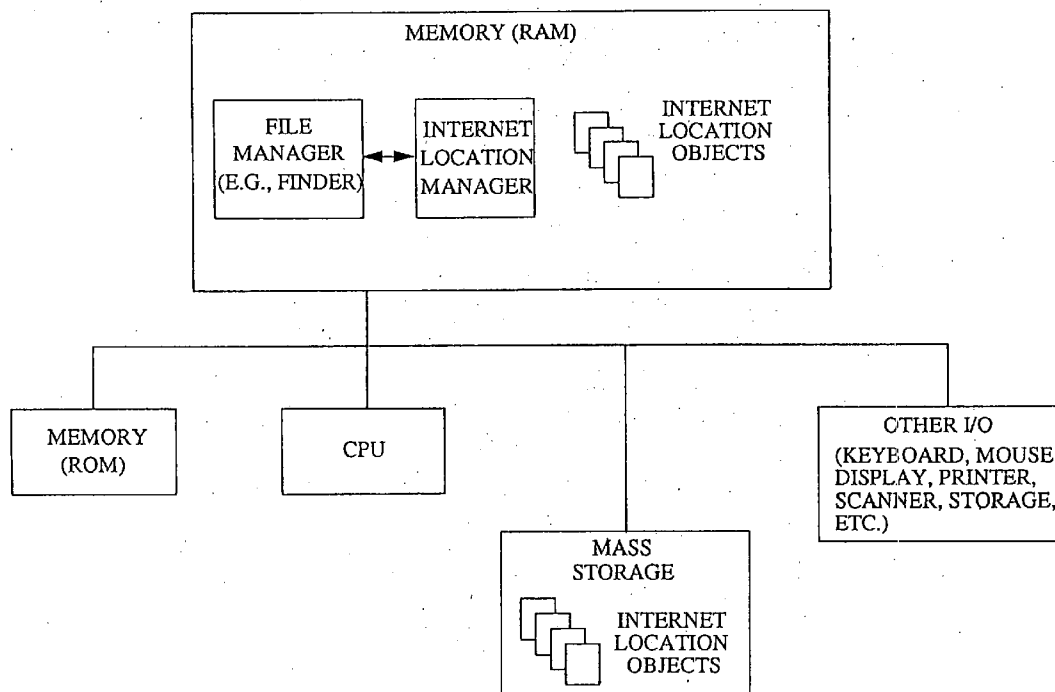 MEMORY (RAM)
FILE
MANAGER
(E.G., FINDER)
INTERNET
LOCATION
MANAGER
INTERNET
LOCATION
OBJECTS
MEMORY
(ROM)
CPU
OTHER I/O
(KEYBOARD, MOUSE
DISPLAY, PRINTER,
SCANNER, STORAGE,
ETC.)
MASS
STORAGE
INTERNET
LOCATION
OBJECTS